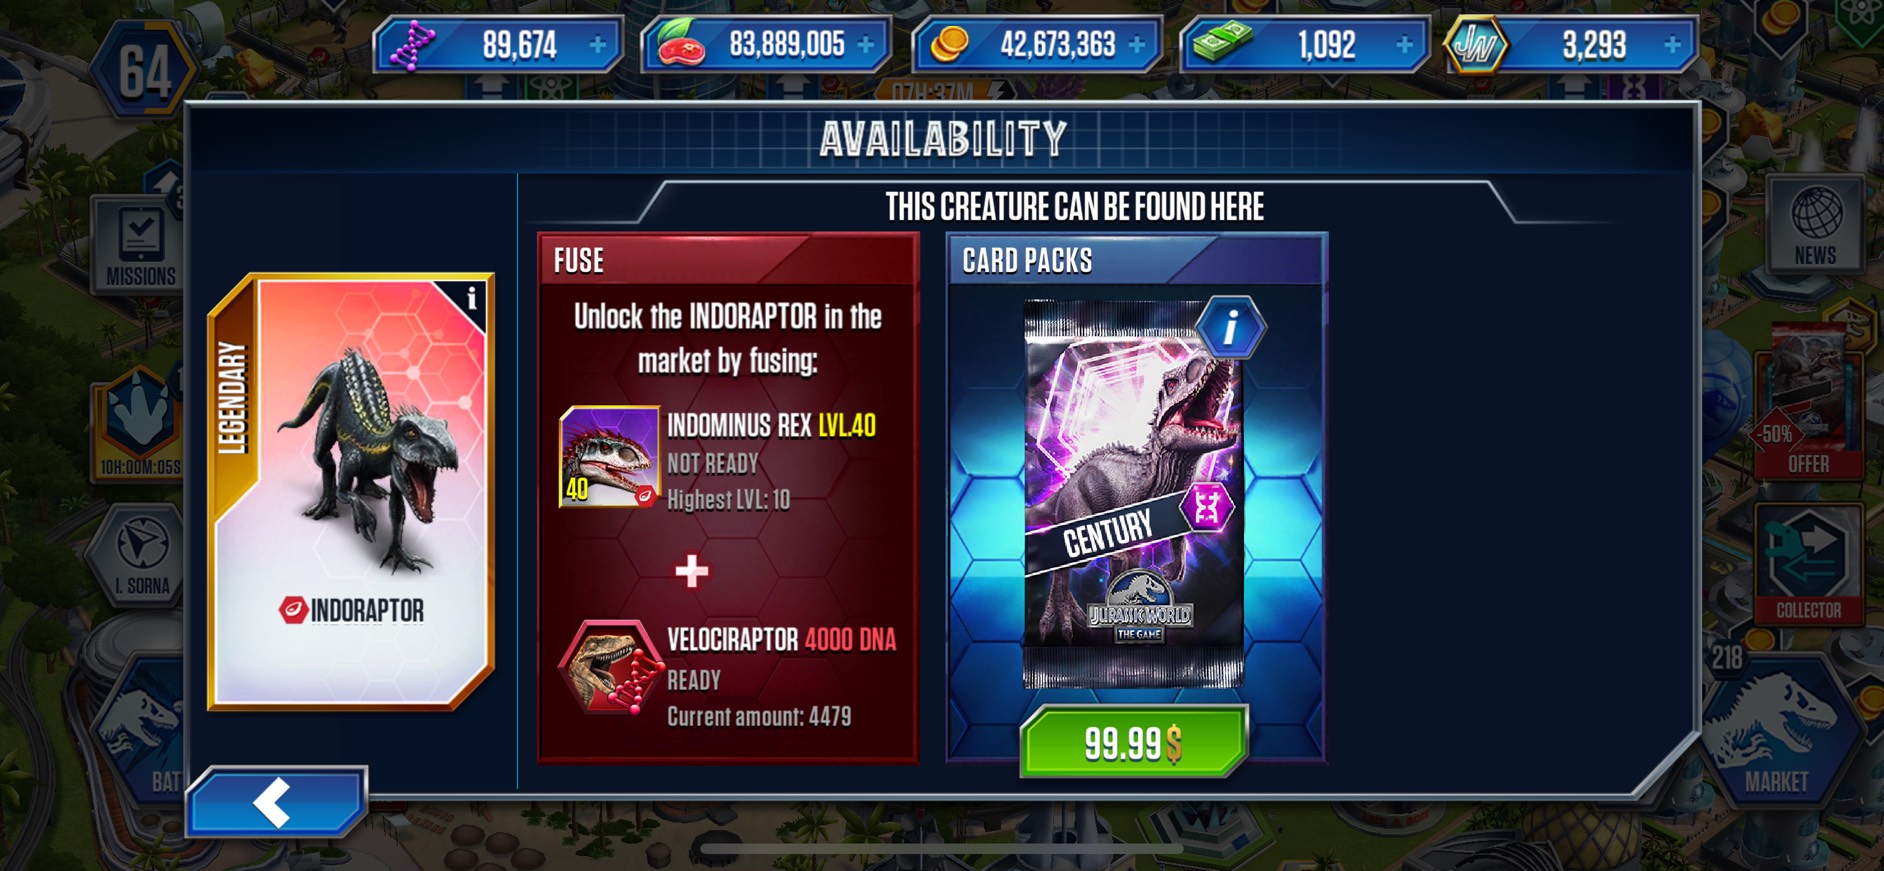 64
89,674
83,889,005
42,673,363
1,092
JW
3,293
07H:37M
AVAILABILITY
THIS CREATURE CAN BE FOUND HERE
MISSIONS
NEWS
LEGENDARY
i
INDORAPTOR
FUSE
Unlock the INDORAPTOR in the
market by fusing:
40
INDOMINUS REX LVL.40
NOT READY
Highest LVL: 10
+
VELOCIRAPTOR 4000 DNA
READY
Current amount: 4479
CARD PACKS
i
CENTURY
JURASSIC WORLD
THE GAME
99.99$
10H:00M:05S
I. SORNA
-50%
OFFER
COLLECTOR
218
BAT
MARKET